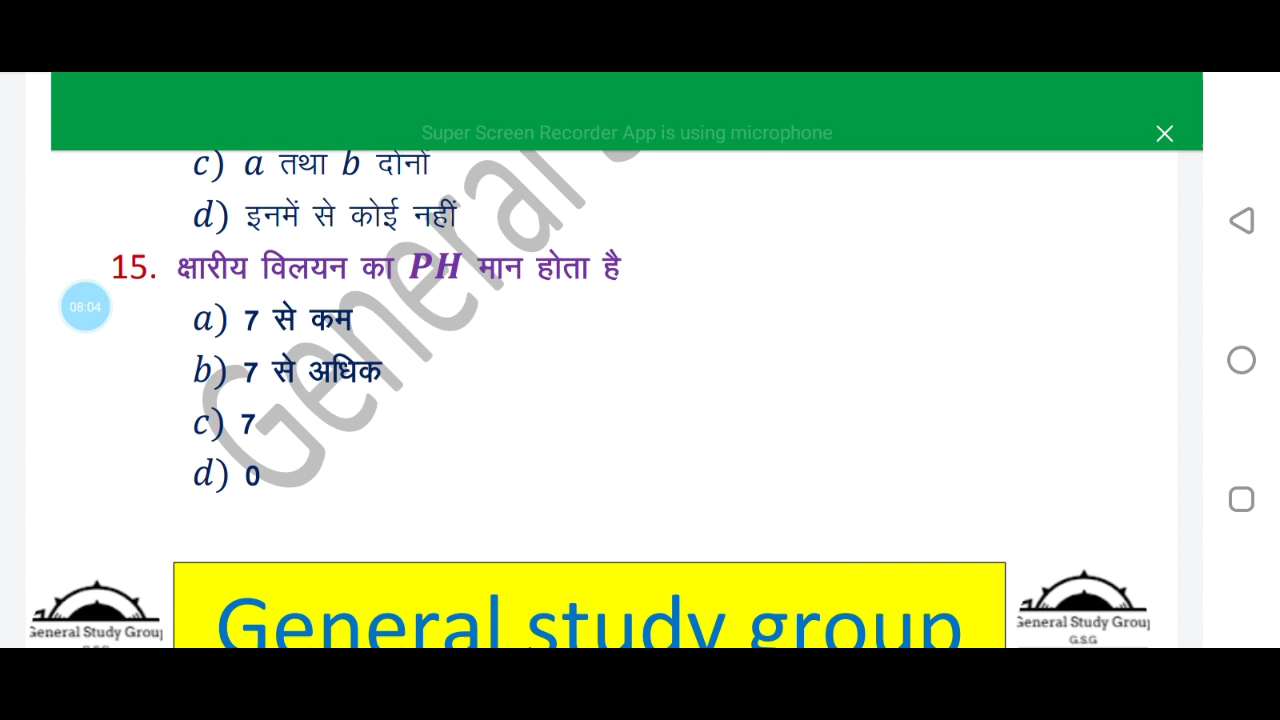 Super Screen Recorder App is using microphone
c) a तथा b दोनों
d) इनमें से कोई नहीं
15. क्षारीय विलयन का PH मान होता है
08:04
a) 7 से कम
b) 7 से अधिक
c) 7
d) 0
General
General study group
General Study Group
General Study Group
G.S.G